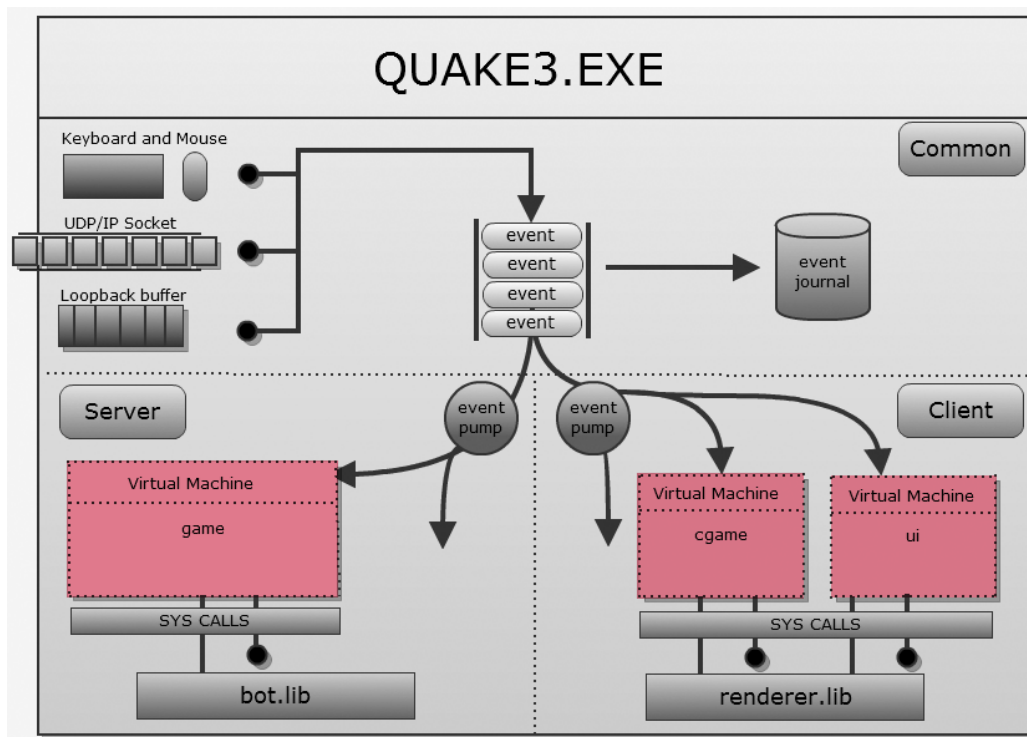 QUAKE3.EXE
Keyboard and Mouse
Common
UDP/IP Socket
Loopback buffer
event
event
event
event
event
journal
Server
event
pump
event
pump
Client
Virtual Machine
game
Virtual Machine
cgame
Virtual Machine
ui
SYS CALLS
SYS CALLS
bot.lib
renderer.lib